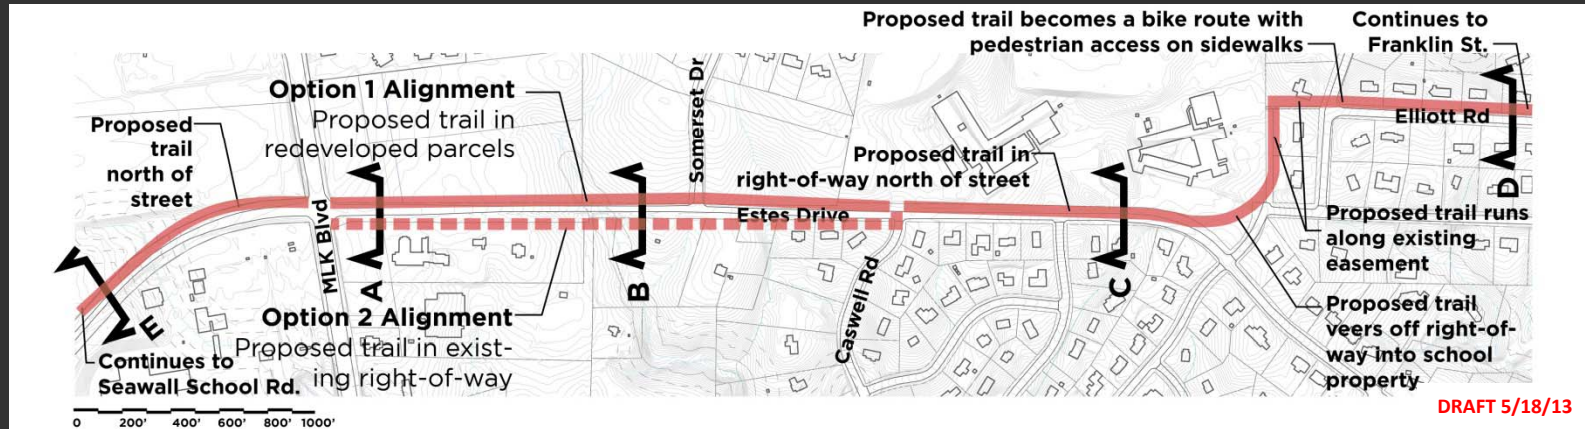 Proposed trail becomes a bike route with
pedestrian access on sidewalks
Continues to
Franklin St.
Option 1 Alignment
Proposed trail in
redeveloped parcels
Proposed
trail
north of
street
Somerset Dr
Elliott Rd
Proposed trail in
right-of-way north of street
D
MLK Blvd
Estes Drive
Proposed trail runs
along existing
easement
A
B
C
E
Caswell Rd
Option 2 Alignment
Proposed trail in exist-
ing right-of-way
Proposed trail
veers off right-of-
way into school
property
Continues to
Seawall School Rd.
DRAFT 5/18/13
0 200' 400' 600' 800' 1000'